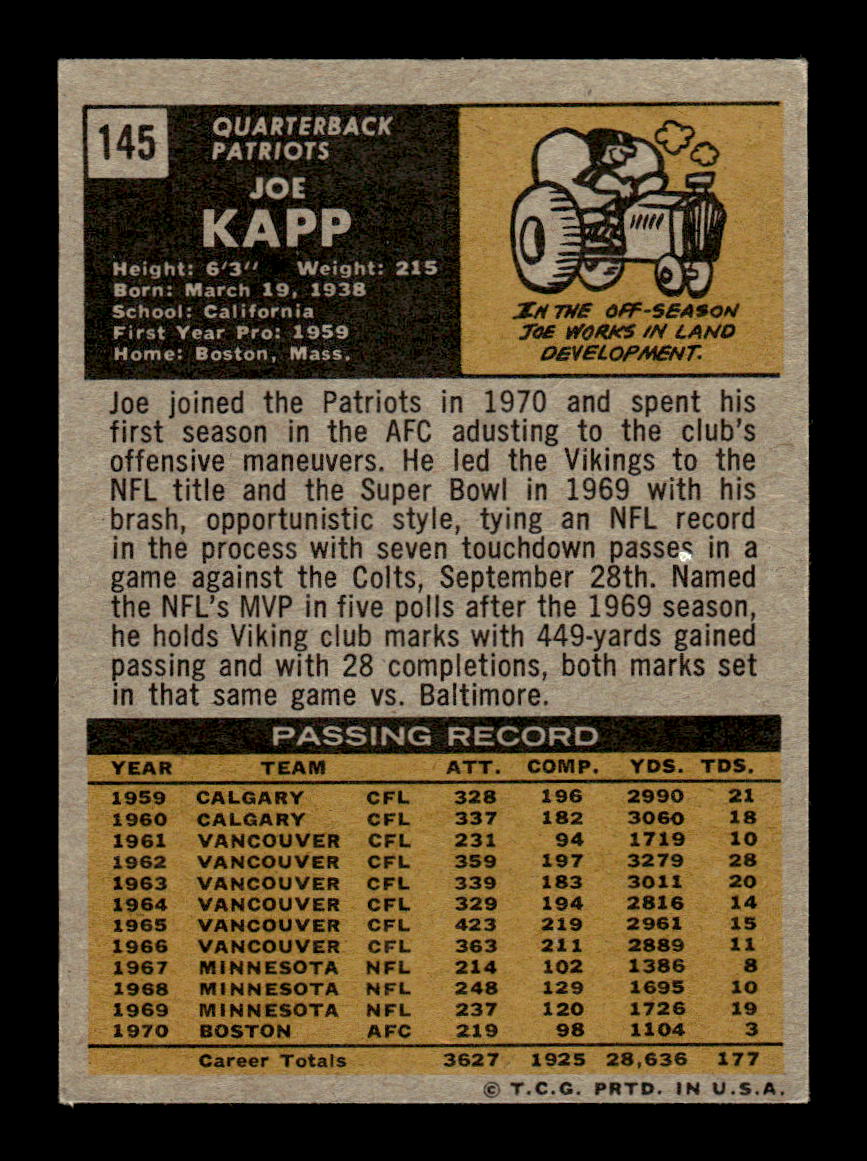 145
QUARTERBACK
PATRIOTS
JOE
KAPP
Height: 6'3" Weight: 215
Born: March 19, 1938
School: California
First Year Pro: 1959
Home: Boston, Mass.
IN THE OFF-SEASON
JOE WORKS IN LAND
DEVELOPMENT.
Joe joined the Patriots in 1970 and spent his
first season in the AFC adusting to the club's
offensive maneuvers. He led the Vikings to the
NFL title and the Super Bowl in 1969 with his
brash, opportunistic style, tying an NFL record
in the process with seven touchdown passes in a
game against the Colts, September 28th. Named
the NFL's MVP in five polls after the 1969 season,
he holds Viking club marks with 449-yards gained
passing and with 28 completions, both marks set
in that same game vs. Baltimore.
PASSING RECORD
YEAR TEAM ATT. COMP. YDS. TDS.
1959 CALGARY CFL 328 196 2990 21
1960 CALGARY CFL 337 182 3060 18
1961 VANCOUVER CFL 231 94 1719 10
1962 VANCOUVER CFL 359 197 3279 28
1963 VANCOUVER CFL 339 183 3011 20
1964 VANCOUVER CFL 329 194 2816 14
1965 VANCOUVER CFL 423 219 2961 15
1966 VANCOUVER CFL 363 211 2889 11
1967 MINNESOTA NFL 214 102 1386 8
1968 MINNESOTA NFL 248 129 1695 10
1969 MINNESOTA NFL 237 120 1726 19
1970 BOSTON AFC 219 98 1104 3
Career Totals 3627 1925 28,636 177
© T.C.G. PRTD. IN U.S.A.